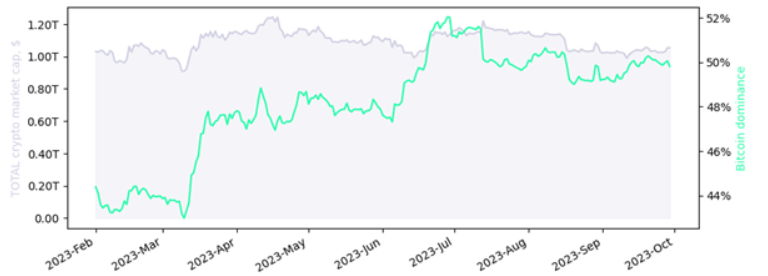 TOTAL crypto market cap, $
1.20T
1.00T
0.80T
0.60T
0.40T
0.20T
0.00
52%
50%
48%
46%
44%
Bitcoin dominance
2023-Feb
2023-Mar
2023-Apr
2023-May
2023-Jun
2023-Jul
2023-Aug
2023-Sep
2023-Oct